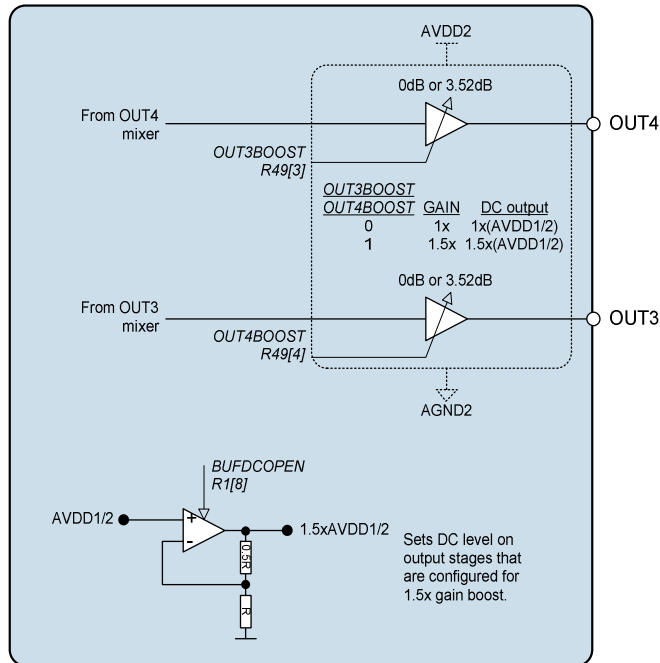 AVDD2
0dB or 3.52dB
From OUT4
mixer
OUT4
OUT3BOOST
R49[3]
OUT3BOOST
OUT4BOOST GAIN DC output
0 1x 1x(AVDD1/2)
1 1.5x 1.5x(AVDD1/2)
0dB or 3.52dB
From OUT3
mixer
OUT3
OUT4BOOST
R49[4]
AGND2
BUFDCOPEN
R1[8]
AVDD1/2
+
-
1.5xAVDD1/2
0.5R
R
Sets DC level on
output stages that
are configured for
1.5x gain boost.